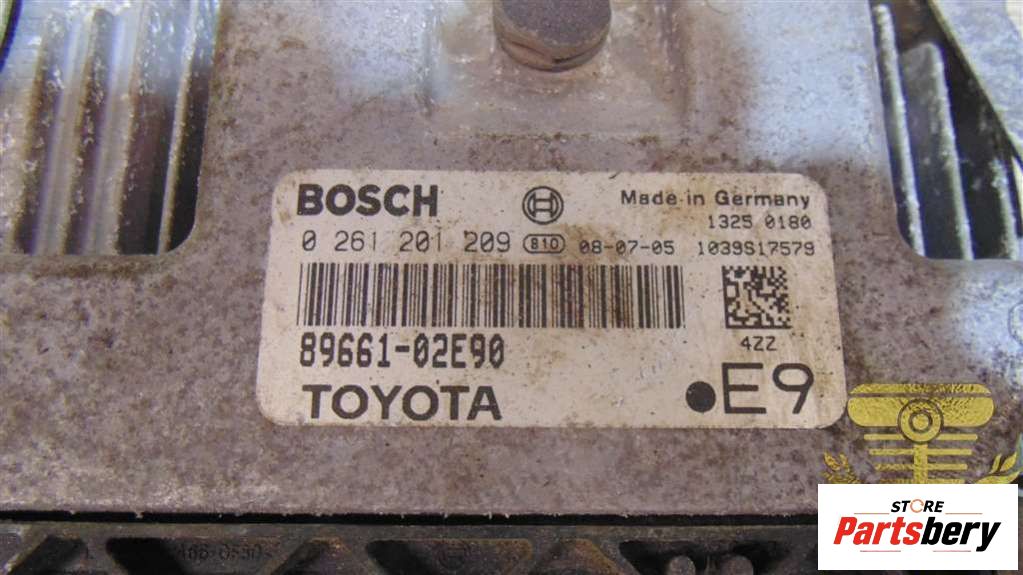 BOSCH Made in Germany
1325 0180
0 261 201 209 810 08-07-05 1039S17579
89661-02E90 4ZZ
TOYOTA E9
STORE
Partsbery